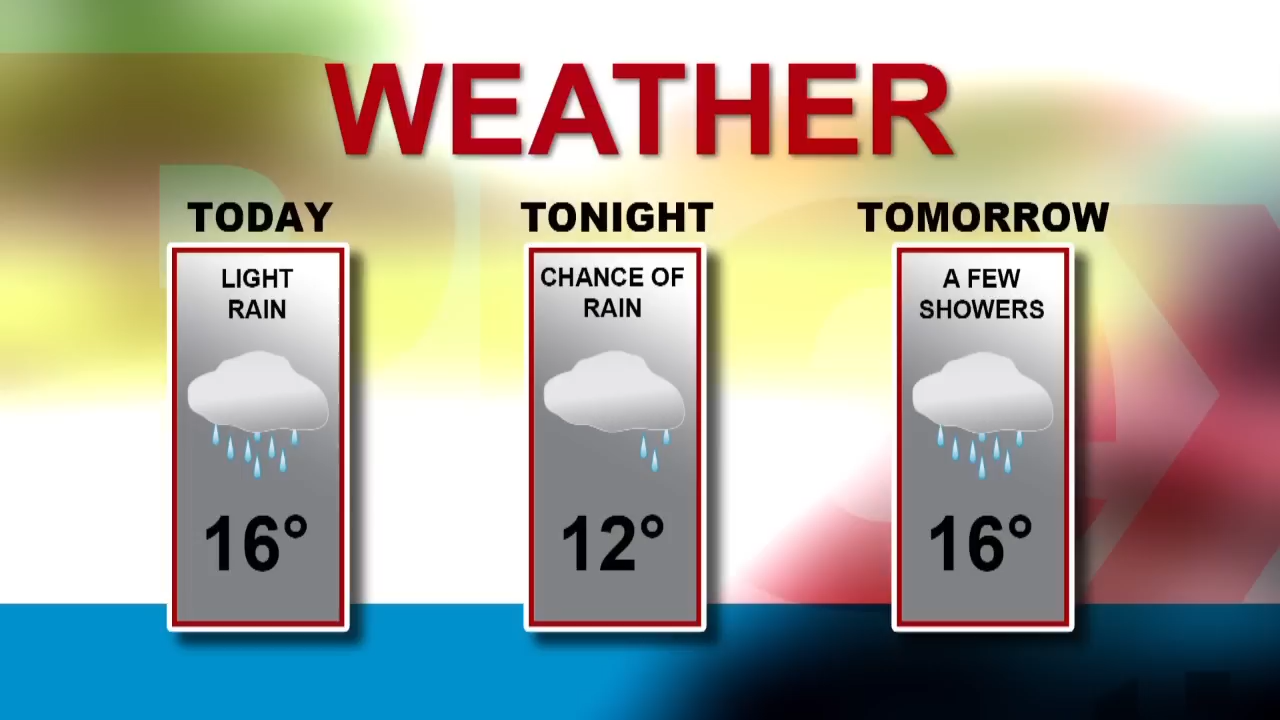 WEATHER
TODAY
LIGHT
RAIN
16°
TONIGHT
CHANCE OF
RAIN
12°
TOMORROW
A FEW
SHOWERS
16°